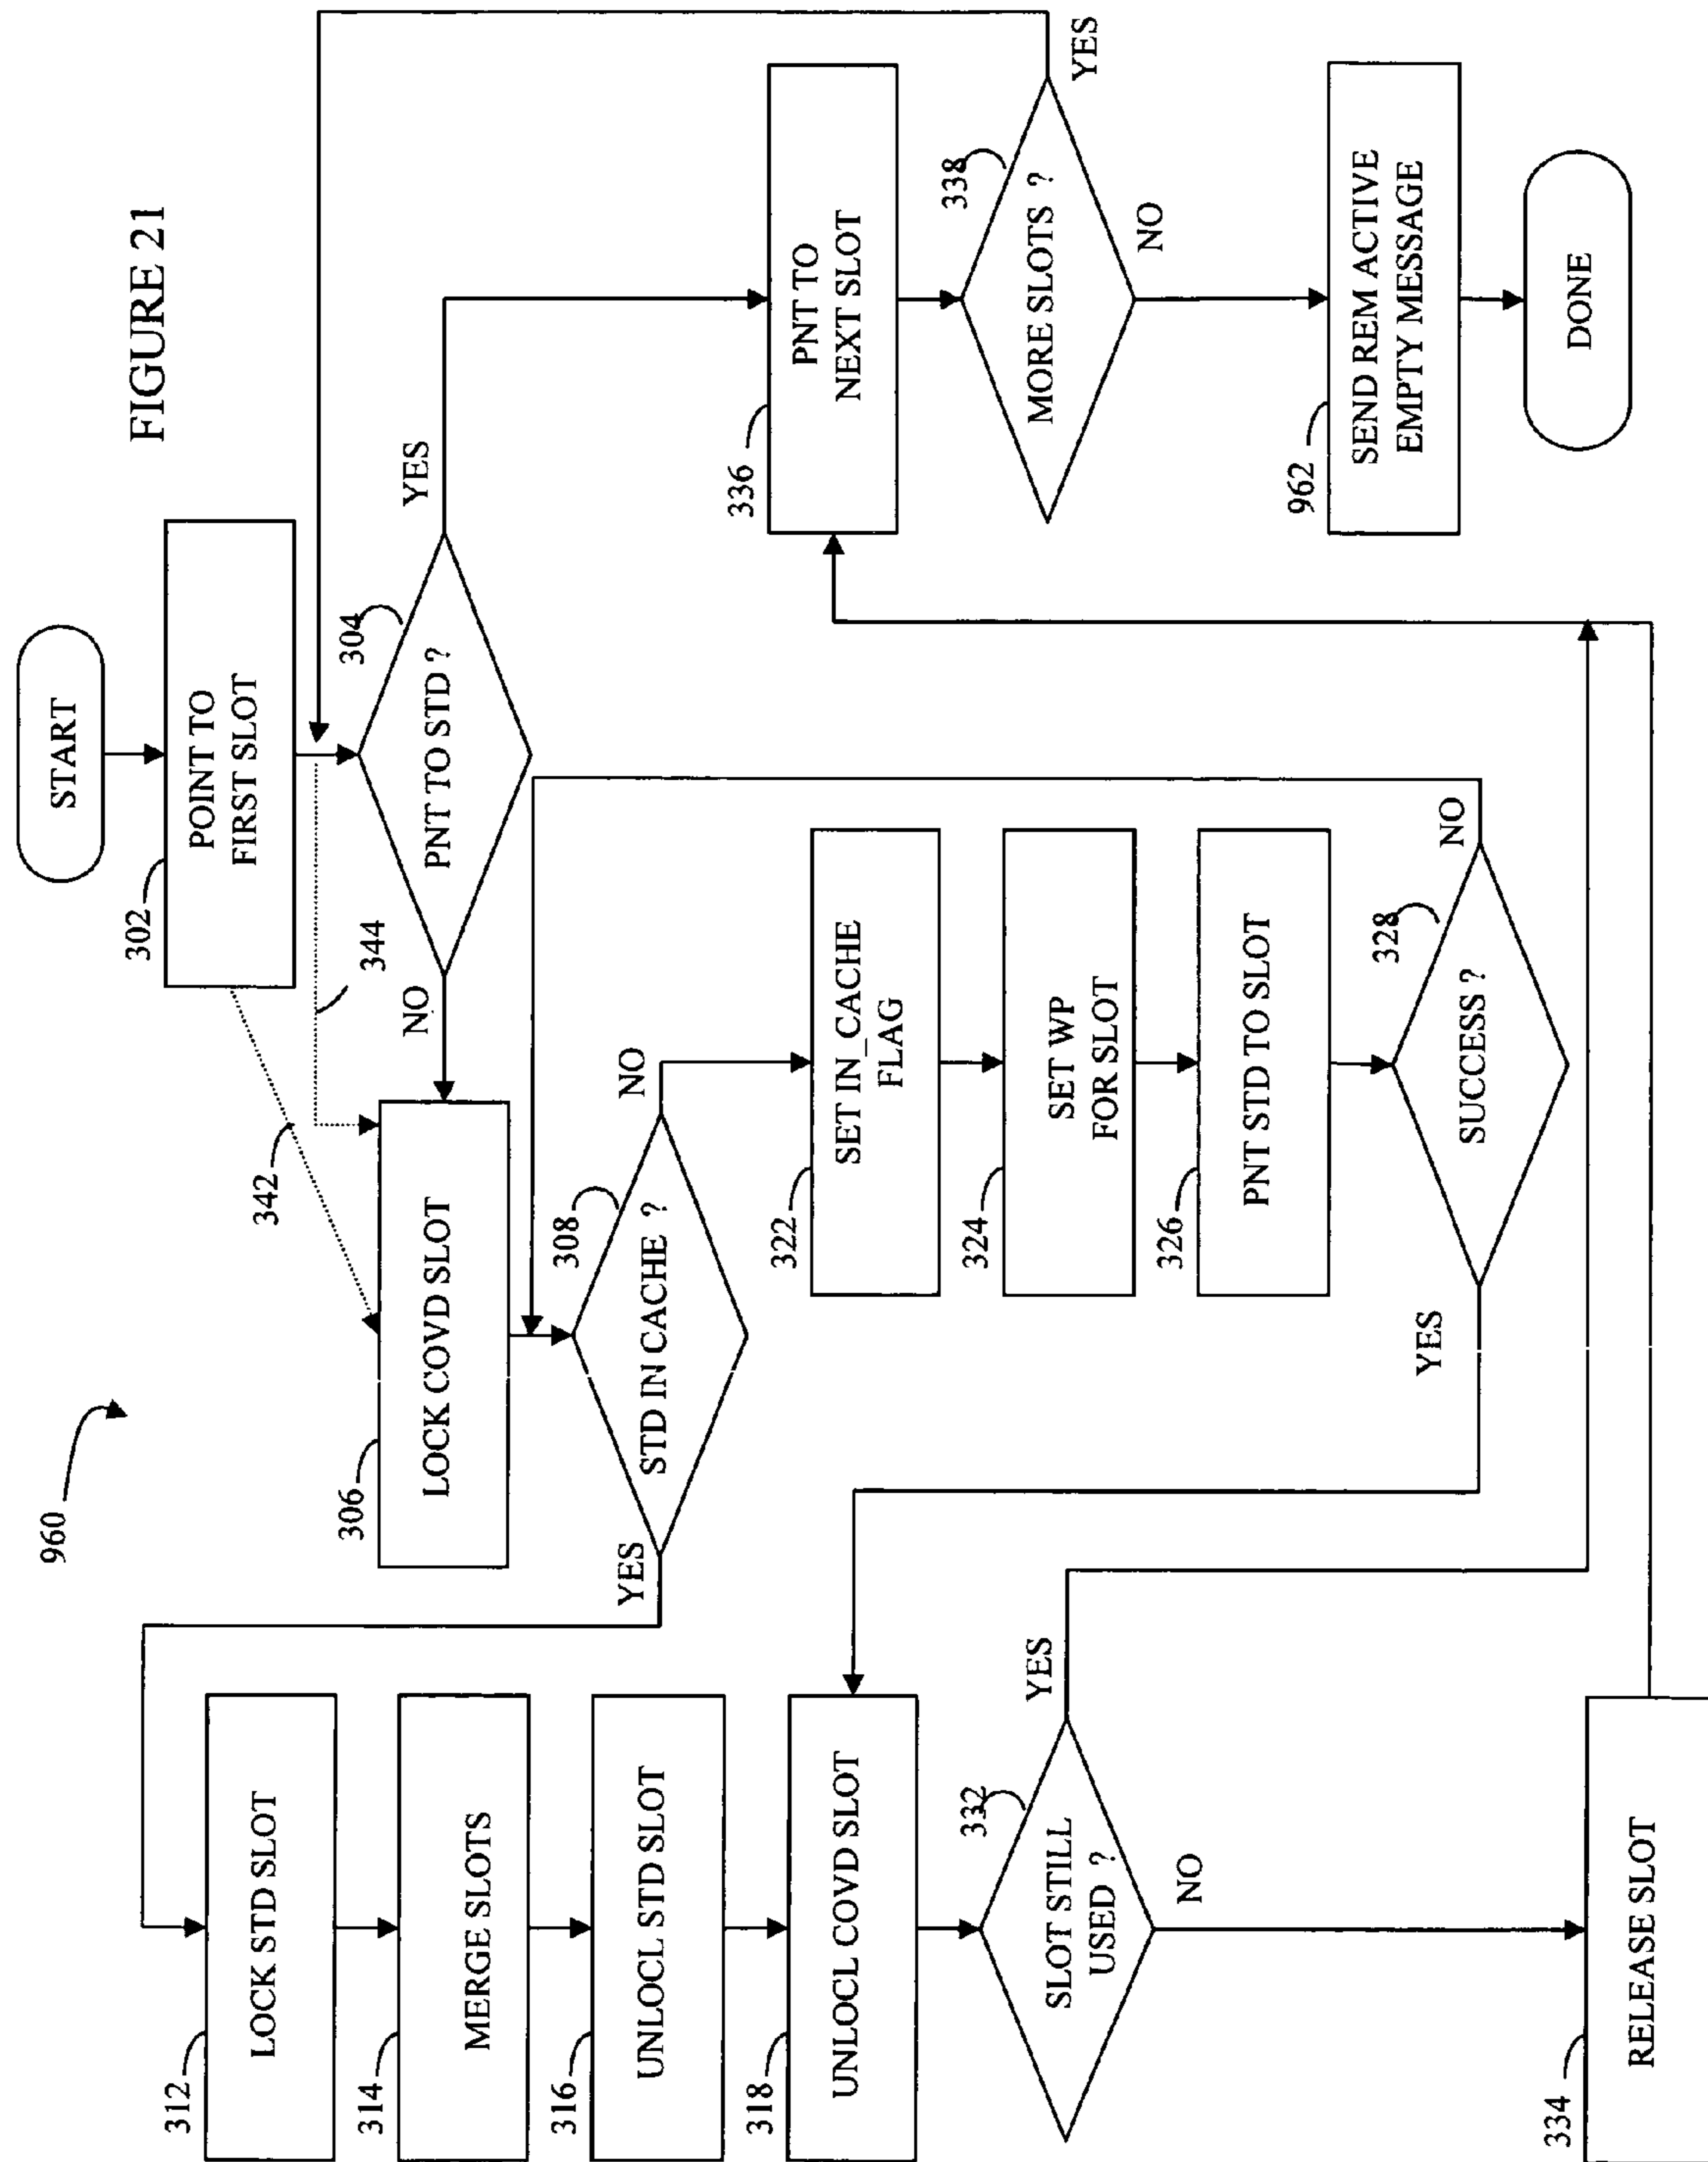 FIGURE 21
960
START
302
POINT TO
FIRST SLOT
342
344
304
PNT TO STD ?
YES
NO
306
LOCK COVD SLOT
308
STD IN CACHE ?
YES
NO
312
LOCK STD SLOT
314
MERGE SLOTS
316
UNLOCL STD SLOT
318
UNLOCL COVD SLOT
322
SET IN_CACHE
FLAG
324
SET WP
FOR SLOT
326
PNT STD TO SLOT
328
SUCCESS ?
YES
NO
332
SLOT STILL
USED ?
YES
NO
334
RELEASE SLOT
336
PNT TO
NEXT SLOT
338
MORE SLOTS ?
YES
NO
962
SEND REM ACTIVE
EMPTY MESSAGE
DONE